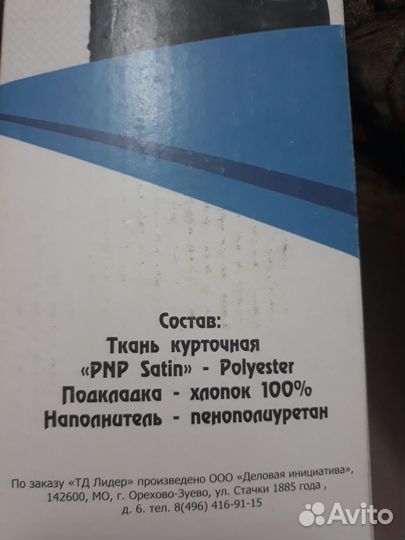 Состав:
Ткань курточная
«PNP Satin» - Polyester
Подкладка - хлопок 100%
Наполнитель - пенополиуретан
По заказу «ТД Лидер» произведено ООО «Деловая инициатива»,
142600, МО, г. Орехово-Зуево, ул. Стачки 1885 года ,
д. 6. тел. 8(496) 416-91-15
Avito